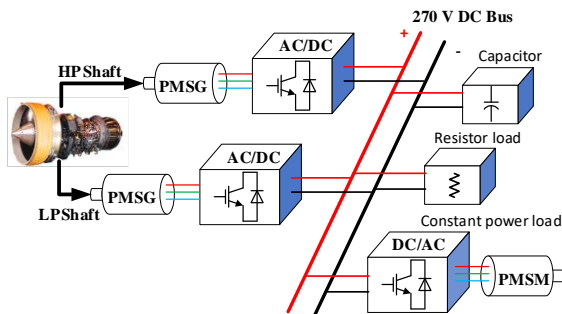 270 V DC Bus
+
-
AC/DC
Capacitor
HP Shaft
PMSG
Resistor load
AC/DC
PMSG
LP Shaft
Constant power load
DC/AC
PMSM